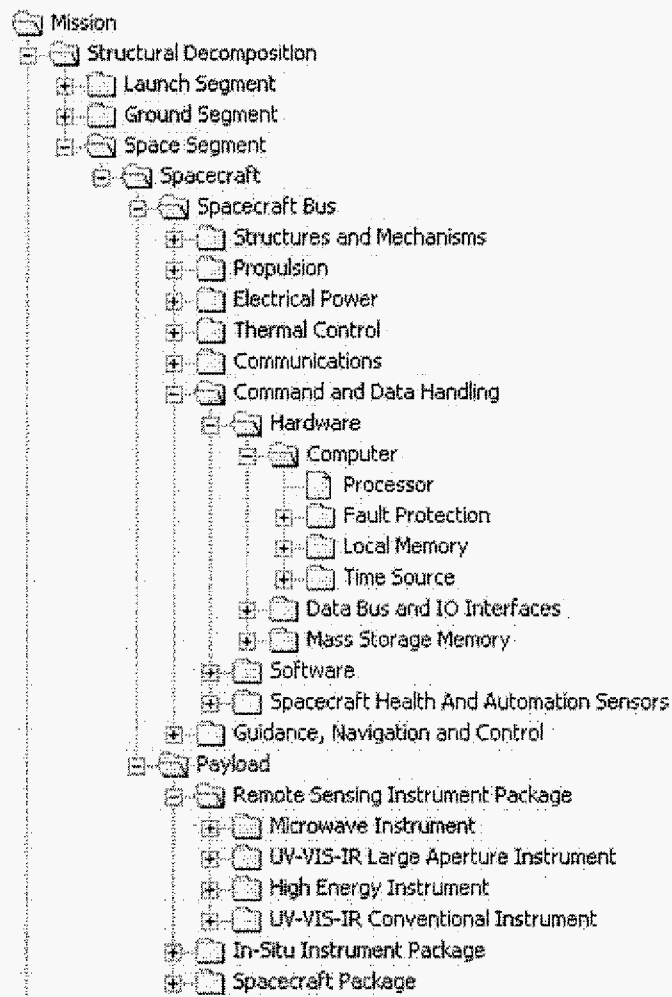 Mission
Structural Decomposition
Launch Segment
Ground Segment
Space Segment
Spacecraft
Spacecraft Bus
Structures and Mechanisms
Propulsion
Electrical Power
Thermal Control
Communications
Command and Data Handling
Hardware
Computer
Processor
Fault Protection
Local Memory
Time Source
Data Bus and IO Interfaces
Mass Storage Memory
Software
Spacecraft Health And Automation Sensors
Guidance, Navigation and Control
Payload
Remote Sensing Instrument Package
Microwave Instrument
UV-VIS-IR Large Aperture Instrument
High Energy Instrument
UV-VIS-IR Conventional Instrument
In-Situ Instrument Package
Spacecraft Package